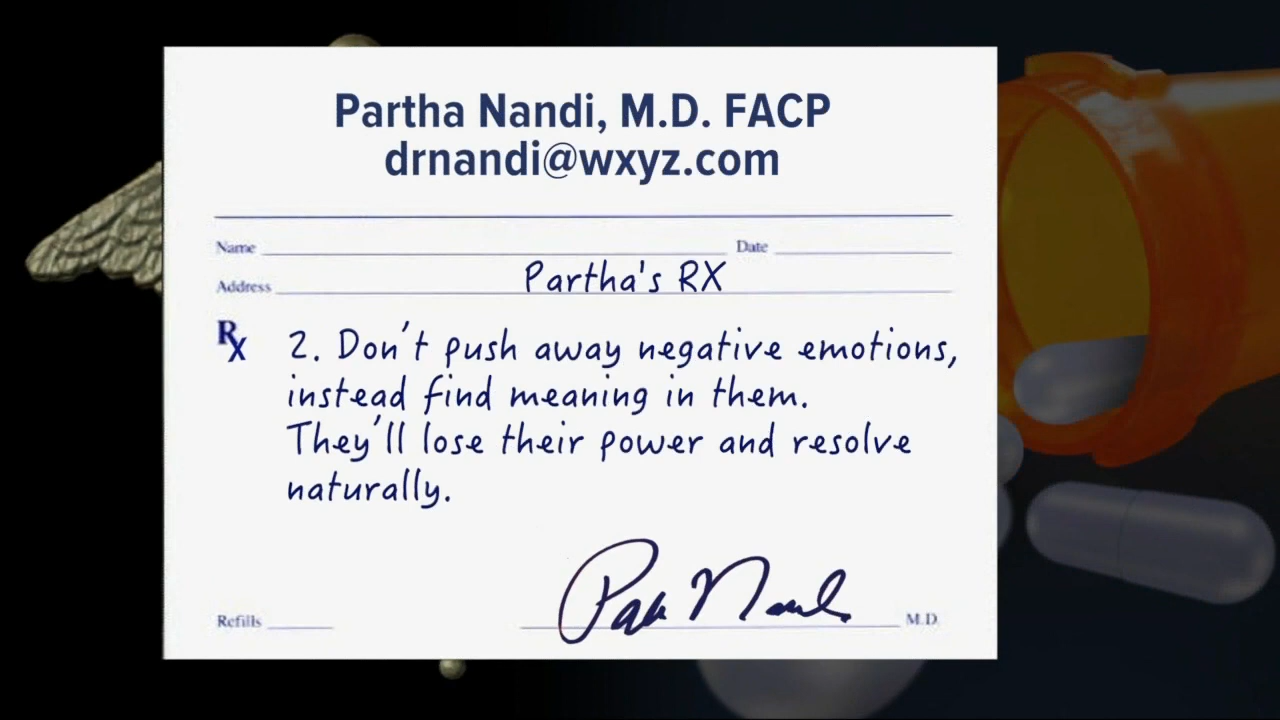 Partha Nandi, M.D. FACP
drnandi@wxyz.com
Name Date
Partha's RX
Address
Rx 2. Don't push away negative emotions,
instead find meaning in them.
They'll lose their power and resolve
naturally.
Refills M.D.